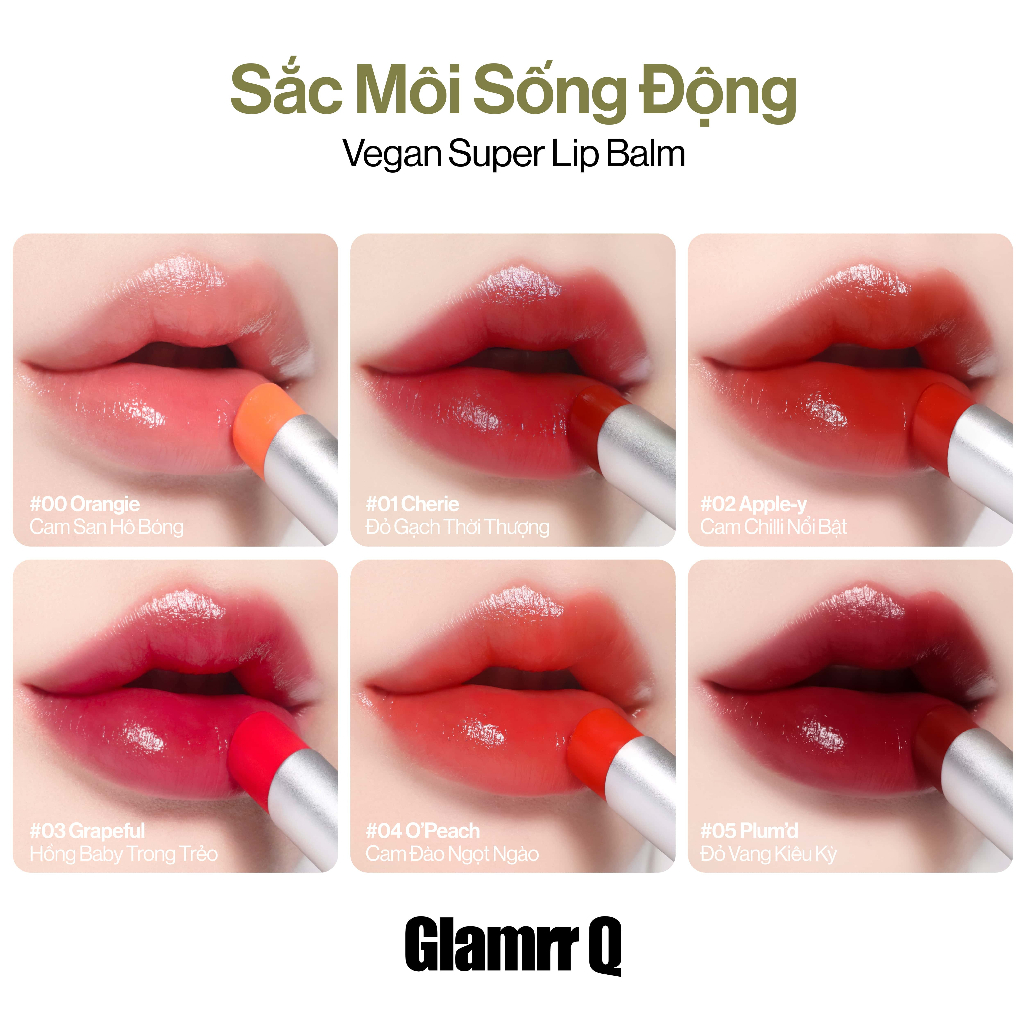 Sắc Môi Sống Động
Vegan Super Lip Balm
#00 Orangie
Cam San Hô Bóng
#01 Cherie
Đỏ Gạch Thời Thượng
#02 Apple-y
Cam Chilli Nổi Bật
#03 Grapeful
Hồng Baby Trong Trẻo
#04 O'Peach
Cam Đào Ngọt Ngào
#05 Plum'd
Đỏ Vang Kiêu Kỳ
Glamrr Q